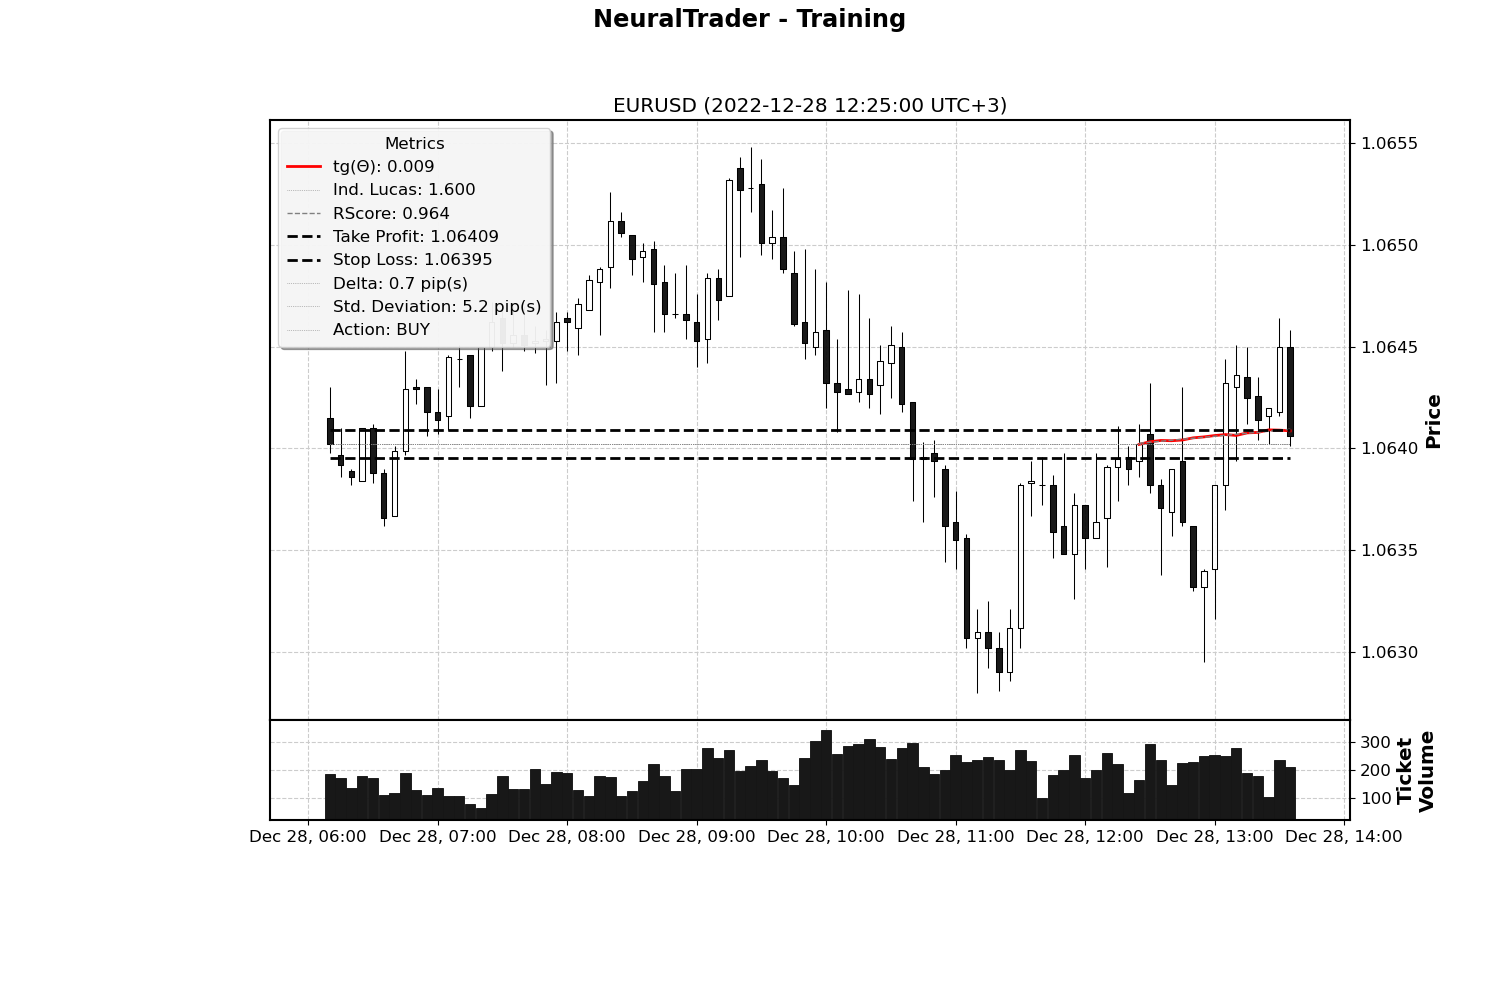 NeuralTrader - Training
EURUSD (2022-12-28 12:25:00 UTC+3)
Metrics
tg(Θ): 0.009
Ind. Lucas: 1.600
RScore: 0.964
Take Profit: 1.06409
Stop Loss: 1.06395
Delta: 0.7 pip(s)
Std. Deviation: 5.2 pip(s)
Action: BUY
1.0655
1.0650
1.0645
1.0640
1.0635
1.0630
Price
300
200
100
Ticket
Volume
Dec 28, 06:00 Dec 28, 07:00 Dec 28, 08:00 Dec 28, 09:00 Dec 28, 10:00 Dec 28, 11:00 Dec 28, 12:00 Dec 28, 13:00 Dec 28, 14:00